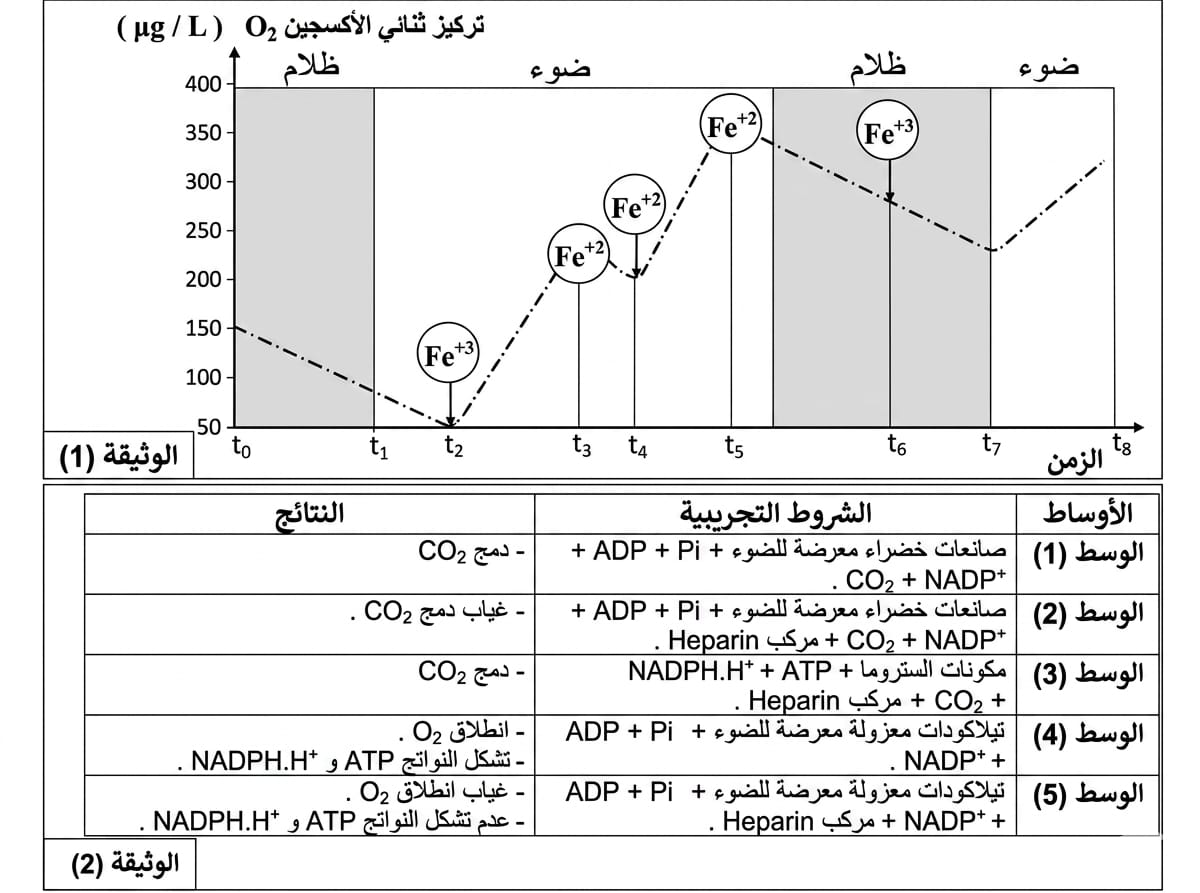 تركيز ثنائي الأكسجين O₂ ( µg / L )
ظلام
ضوء
ظلام
ضوء
400
350
300
250
200
150
100
50
Fe⁺³
Fe⁺²
Fe⁺²
Fe⁺²
Fe⁺³
t₀ t₁ t₂ t₃ t₄ t₅ t₆ t₇ t₈
الزمن
الوثيقة (1)
الأوساط
الشروط التجريبية
النتائج
الوسط (1)
صانعات خضراء معرضة للضوء + ADP + Pi +
CO₂ + NADP⁺ .
- دمج CO₂
الوسط (2)
صانعات خضراء معرضة للضوء + ADP + Pi +
CO₂ + NADP⁺ + مركب Heparin .
- غياب دمج CO₂ .
الوسط (3)
مكونات الستروما + NADPH.H⁺ + ATP
+ CO₂ + مركب Heparin .
- دمج CO₂
الوسط (4)
تيلاكودات معزولة معرضة للضوء + ADP + Pi
+ NADP⁺ .
- انطلاق O₂ .
- تشكل النواتج ATP و NADPH.H⁺ .
الوسط (5)
تيلاكودات معزولة معرضة للضوء + ADP + Pi
+ NADP⁺ + مركب Heparin .
- غياب انطلاق O₂ .
- عدم تشكل النواتج ATP و NADPH.H⁺ .
الوثيقة (2)